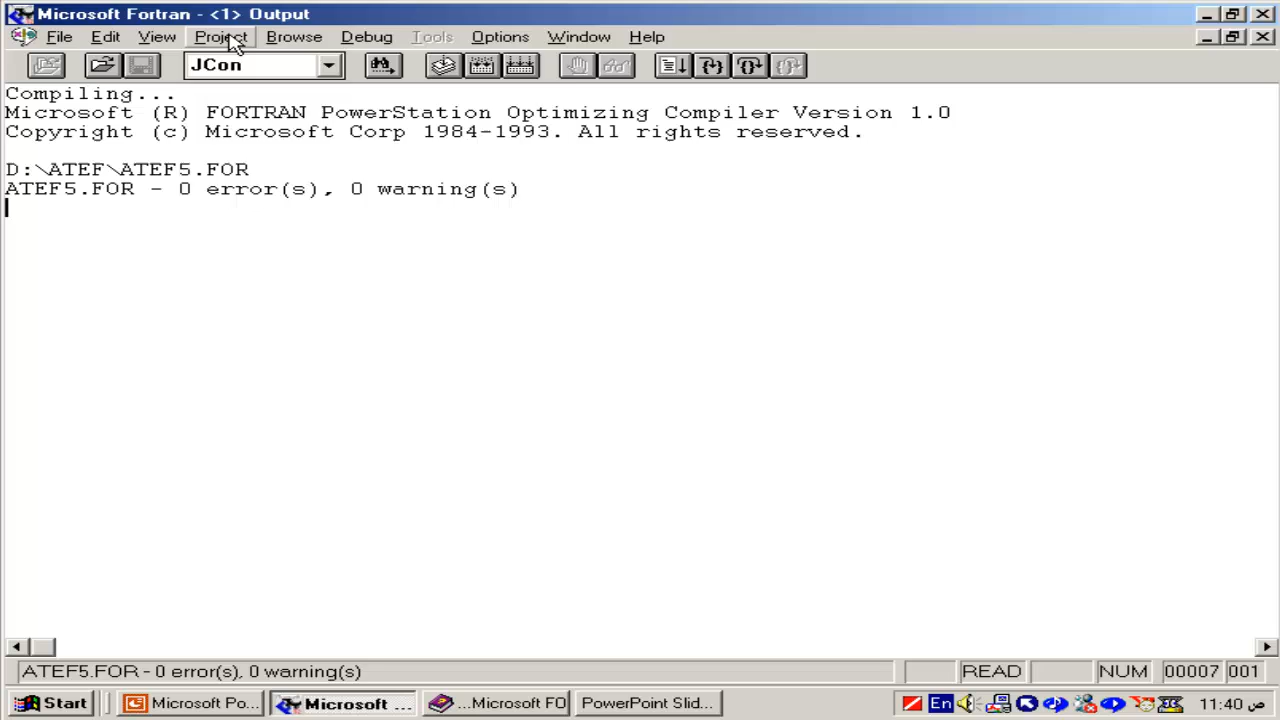 Microsoft Fortran - <1> Output
File Edit View Project Browse Debug Tools Options Window Help
JCon
Compiling...
Microsoft (R) FORTRAN PowerStation Optimizing Compiler Version 1.0
Copyright (c) Microsoft Corp 1984-1993. All rights reserved.
D:\ATEF\ATEF5.FOR
ATEF5.FOR - 0 error(s), 0 warning(s)
ATEF5.FOR - 0 error(s), 0 warning(s) READ NUM 00007 001
Start Microsoft Po... Microsoft ... ...Microsoft FO PowerPoint Slid... En 11:40 ص